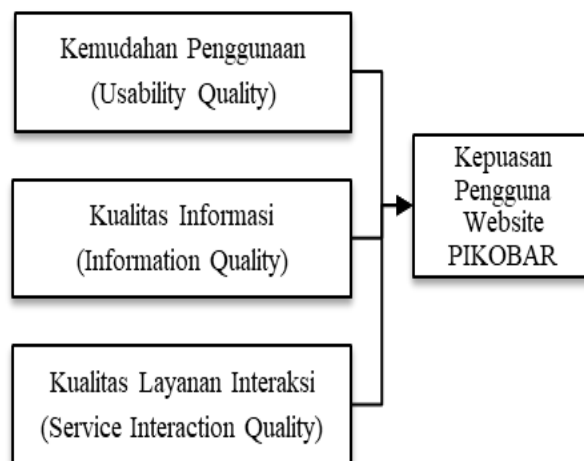 Kemudahan Penggunaan
(Usability Quality)
Kualitas Informasi
(Information Quality)
Kualitas Layanan Interaksi
(Service Interaction Quality)
Kepuasan
Pengguna
Website
PIKOBAR